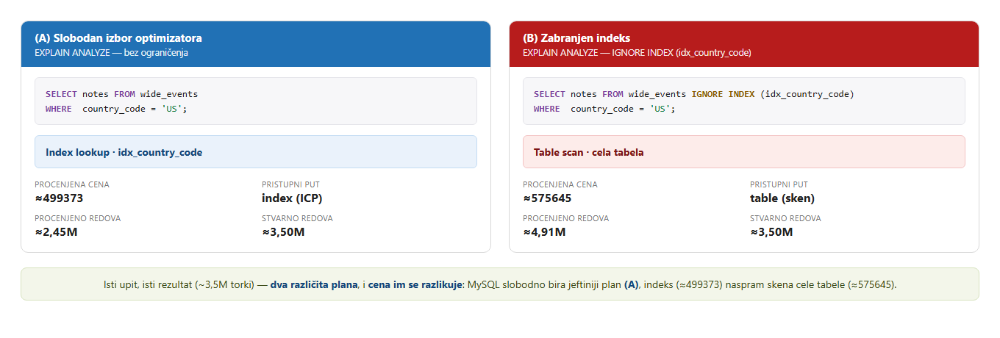 (A) Slobodan izbor optimizatora
EXPLAIN ANALYZE — bez ograničenja
SELECT notes FROM wide_events
WHERE country_code = 'US';
Index lookup · idx_country_code
PROCENJENA CENA
≈499373
PRISTUPNI PUT
index (ICP)
PROCENJENO REDOVA
≈2,45M
STVARNO REDOVA
≈3,50M
(B) Zabranjen indeks
EXPLAIN ANALYZE — IGNORE INDEX (idx_country_code)
SELECT notes FROM wide_events IGNORE INDEX (idx_country_code)
WHERE country_code = 'US';
Table scan · cela tabela
PROCENJENA CENA
≈575645
PRISTUPNI PUT
table (sken)
PROCENJENO REDOVA
≈4,91M
STVARNO REDOVA
≈3,50M
Isti upit, isti rezultat (~3,5M torki) — dva različita plana, i cena im se razlikuje: MySQL slobodno bira jeftiniji plan (A), indeks (≈499373) naspram skena cele tabele (≈575645).